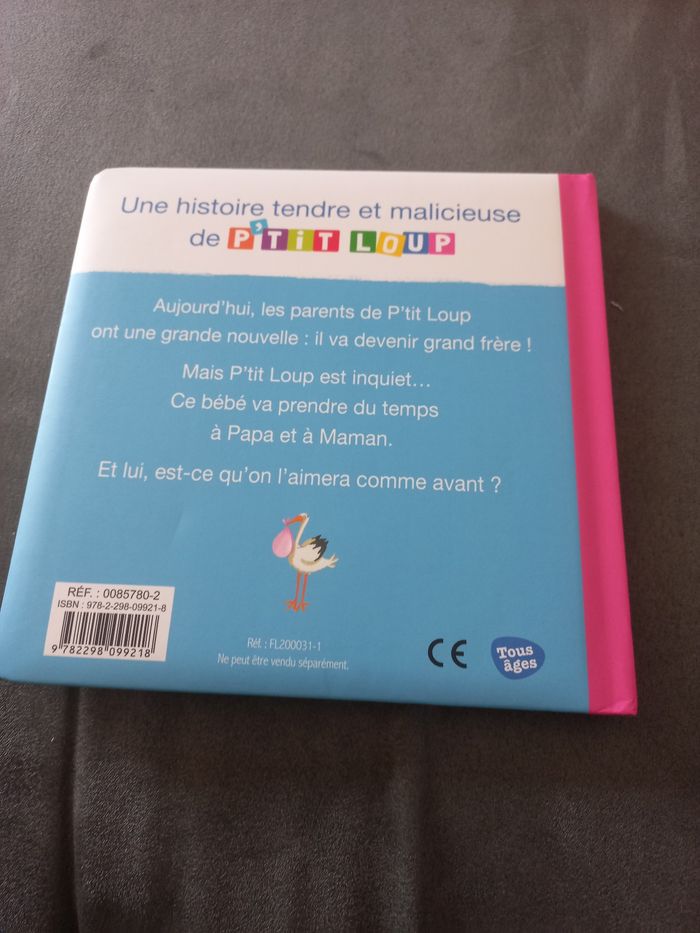 Une histoire tendre et malicieuse
de P'TiT LOUP
Aujourd'hui, les parents de P'tit Loup
ont une grande nouvelle : il va devenir grand frère !
Mais P'tit Loup est inquiet...
Ce bébé va prendre du temps
à Papa et à Maman.
Et lui, est-ce qu'on l'aimera comme avant ?
RÉF. : 0085780-2
ISBN : 978-2-298-09921-8
9 782298 099218
Réf. : FL200031-1
Ne peut être vendu séparément.
CE
Tous
âges